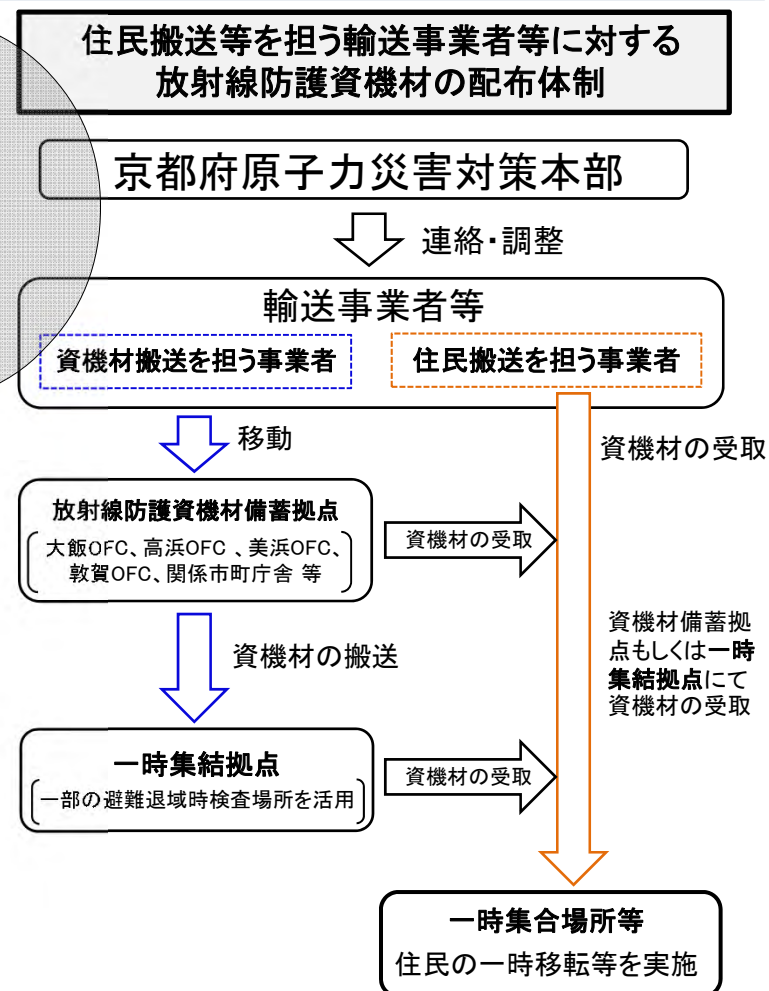 住民搬送等を担う輸送事業者等に対する
放射線防護資機材の配布体制
京都府原子力災害対策本部
連絡・調整
輸送事業者等
資機材搬送を担う事業者
住民搬送を担う事業者
移動
資機材の受取
放射線防護資機材備蓄拠点
大飯OFC、高浜OFC 、美浜OFC、
敦賀OFC、関係市町庁舎 等
資機材の受取
資機材の搬送
資機材備蓄拠
点もしくは一時
集結拠点にて
資機材の受取
一時集結拠点
一部の避難退域時検査場所を活用
資機材の受取
一時集合場所等
住民の一時移転等を実施